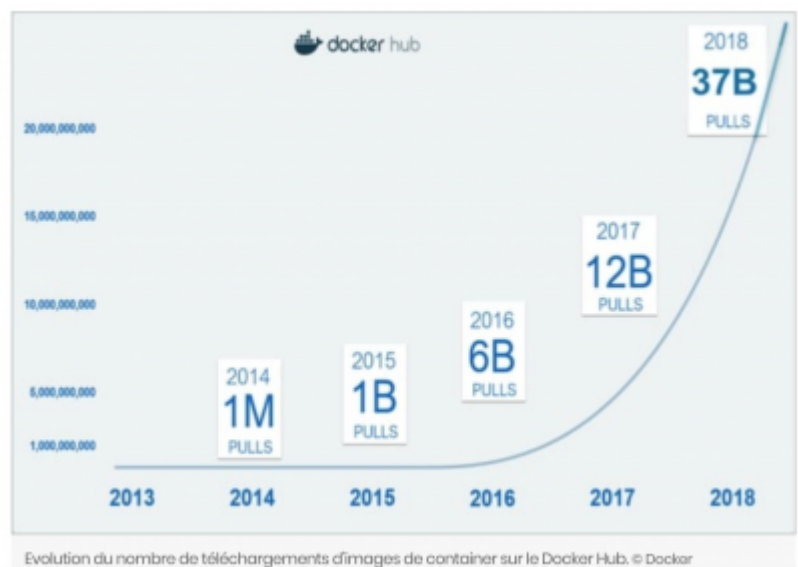 docker hub
20,000,000,000
15,000,000,000
10,000,000,000
5,000,000,000
1,000,000,000
2014
1M
PULLS
2015
1B
PULLS
2016
6B
PULLS
2017
12B
PULLS
2018
37B
PULLS
2013 2014 2015 2016 2017 2018
Evolution du nombre de téléchargements d'images de container sur le Docker Hub. © Docker